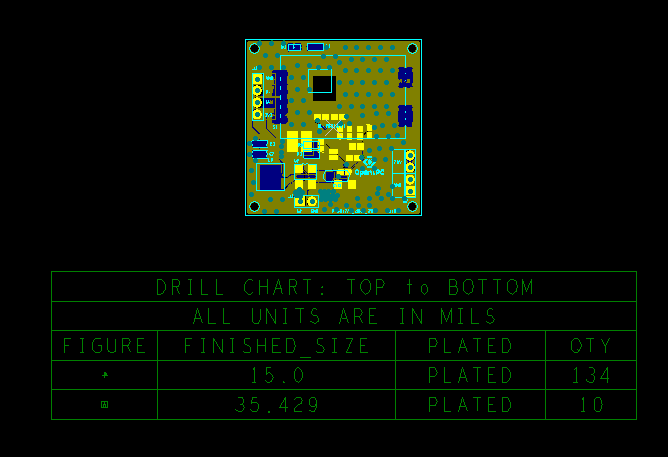 OpenIPC
DRILL CHART: TOP to BOTTOM
ALL UNITS ARE IN MILS
FIGURE FINISHED_SIZE PLATED QTY
15.0 PLATED 134
35.429 PLATED 10